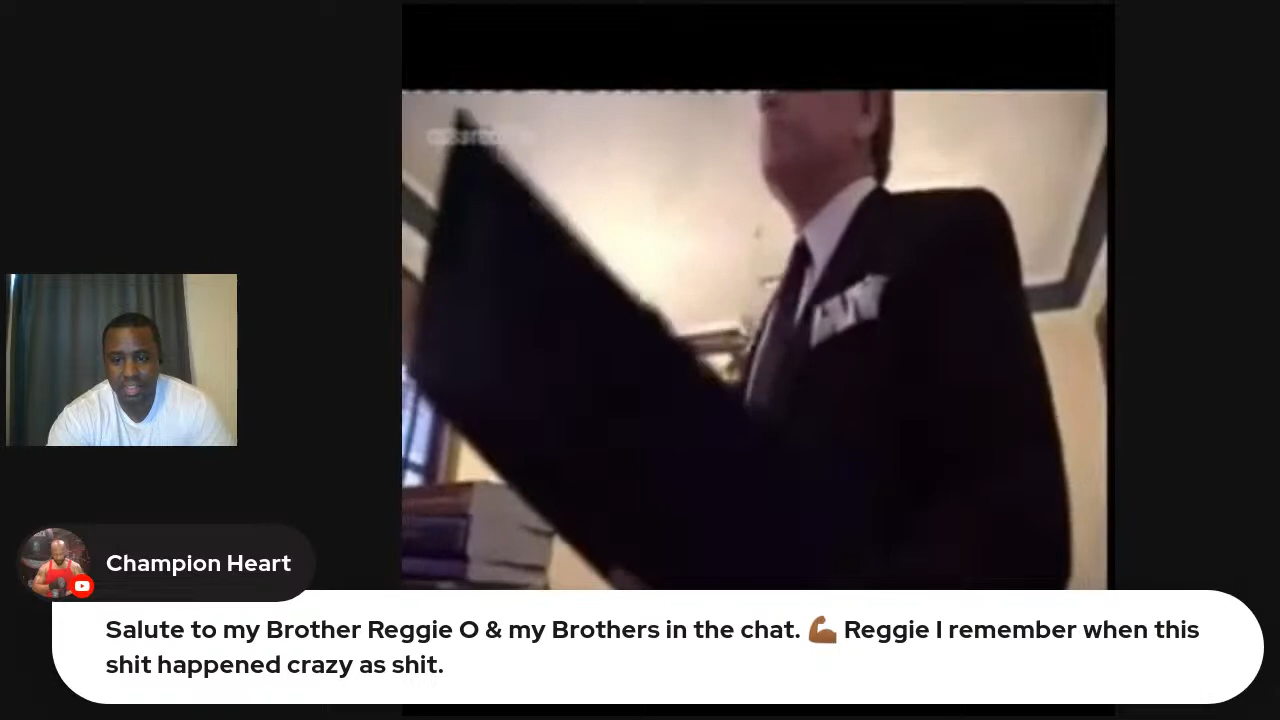 Champion Heart
Salute to my Brother Reggie O & my Brothers in the chat. 💪🏾 Reggie I remember when this
shit happened crazy as shit.